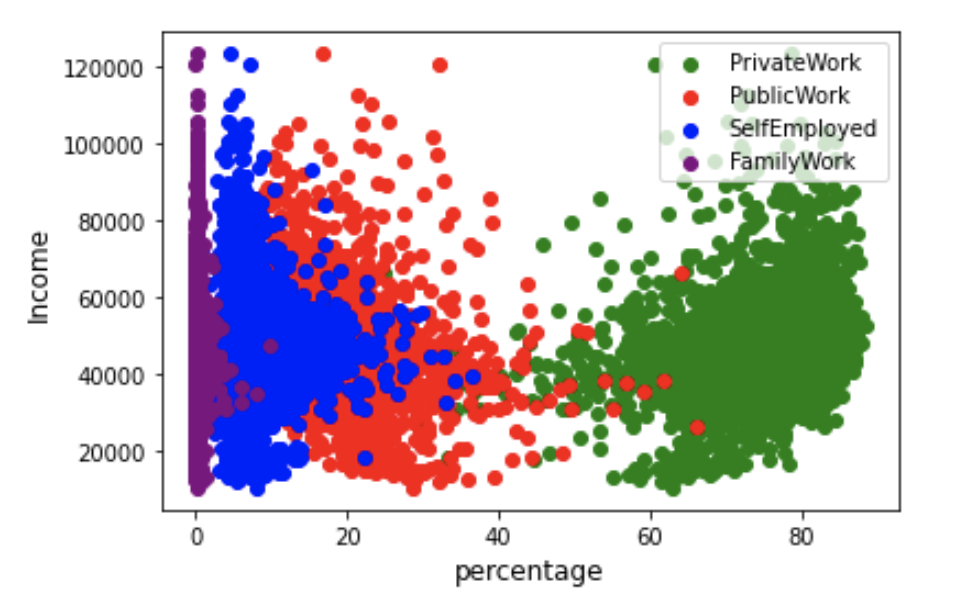 120000
100000
80000
60000
40000
20000
Income
PrivateWork
PublicWork
SelfEmployed
FamilyWork
0 20 40 60 80
percentage